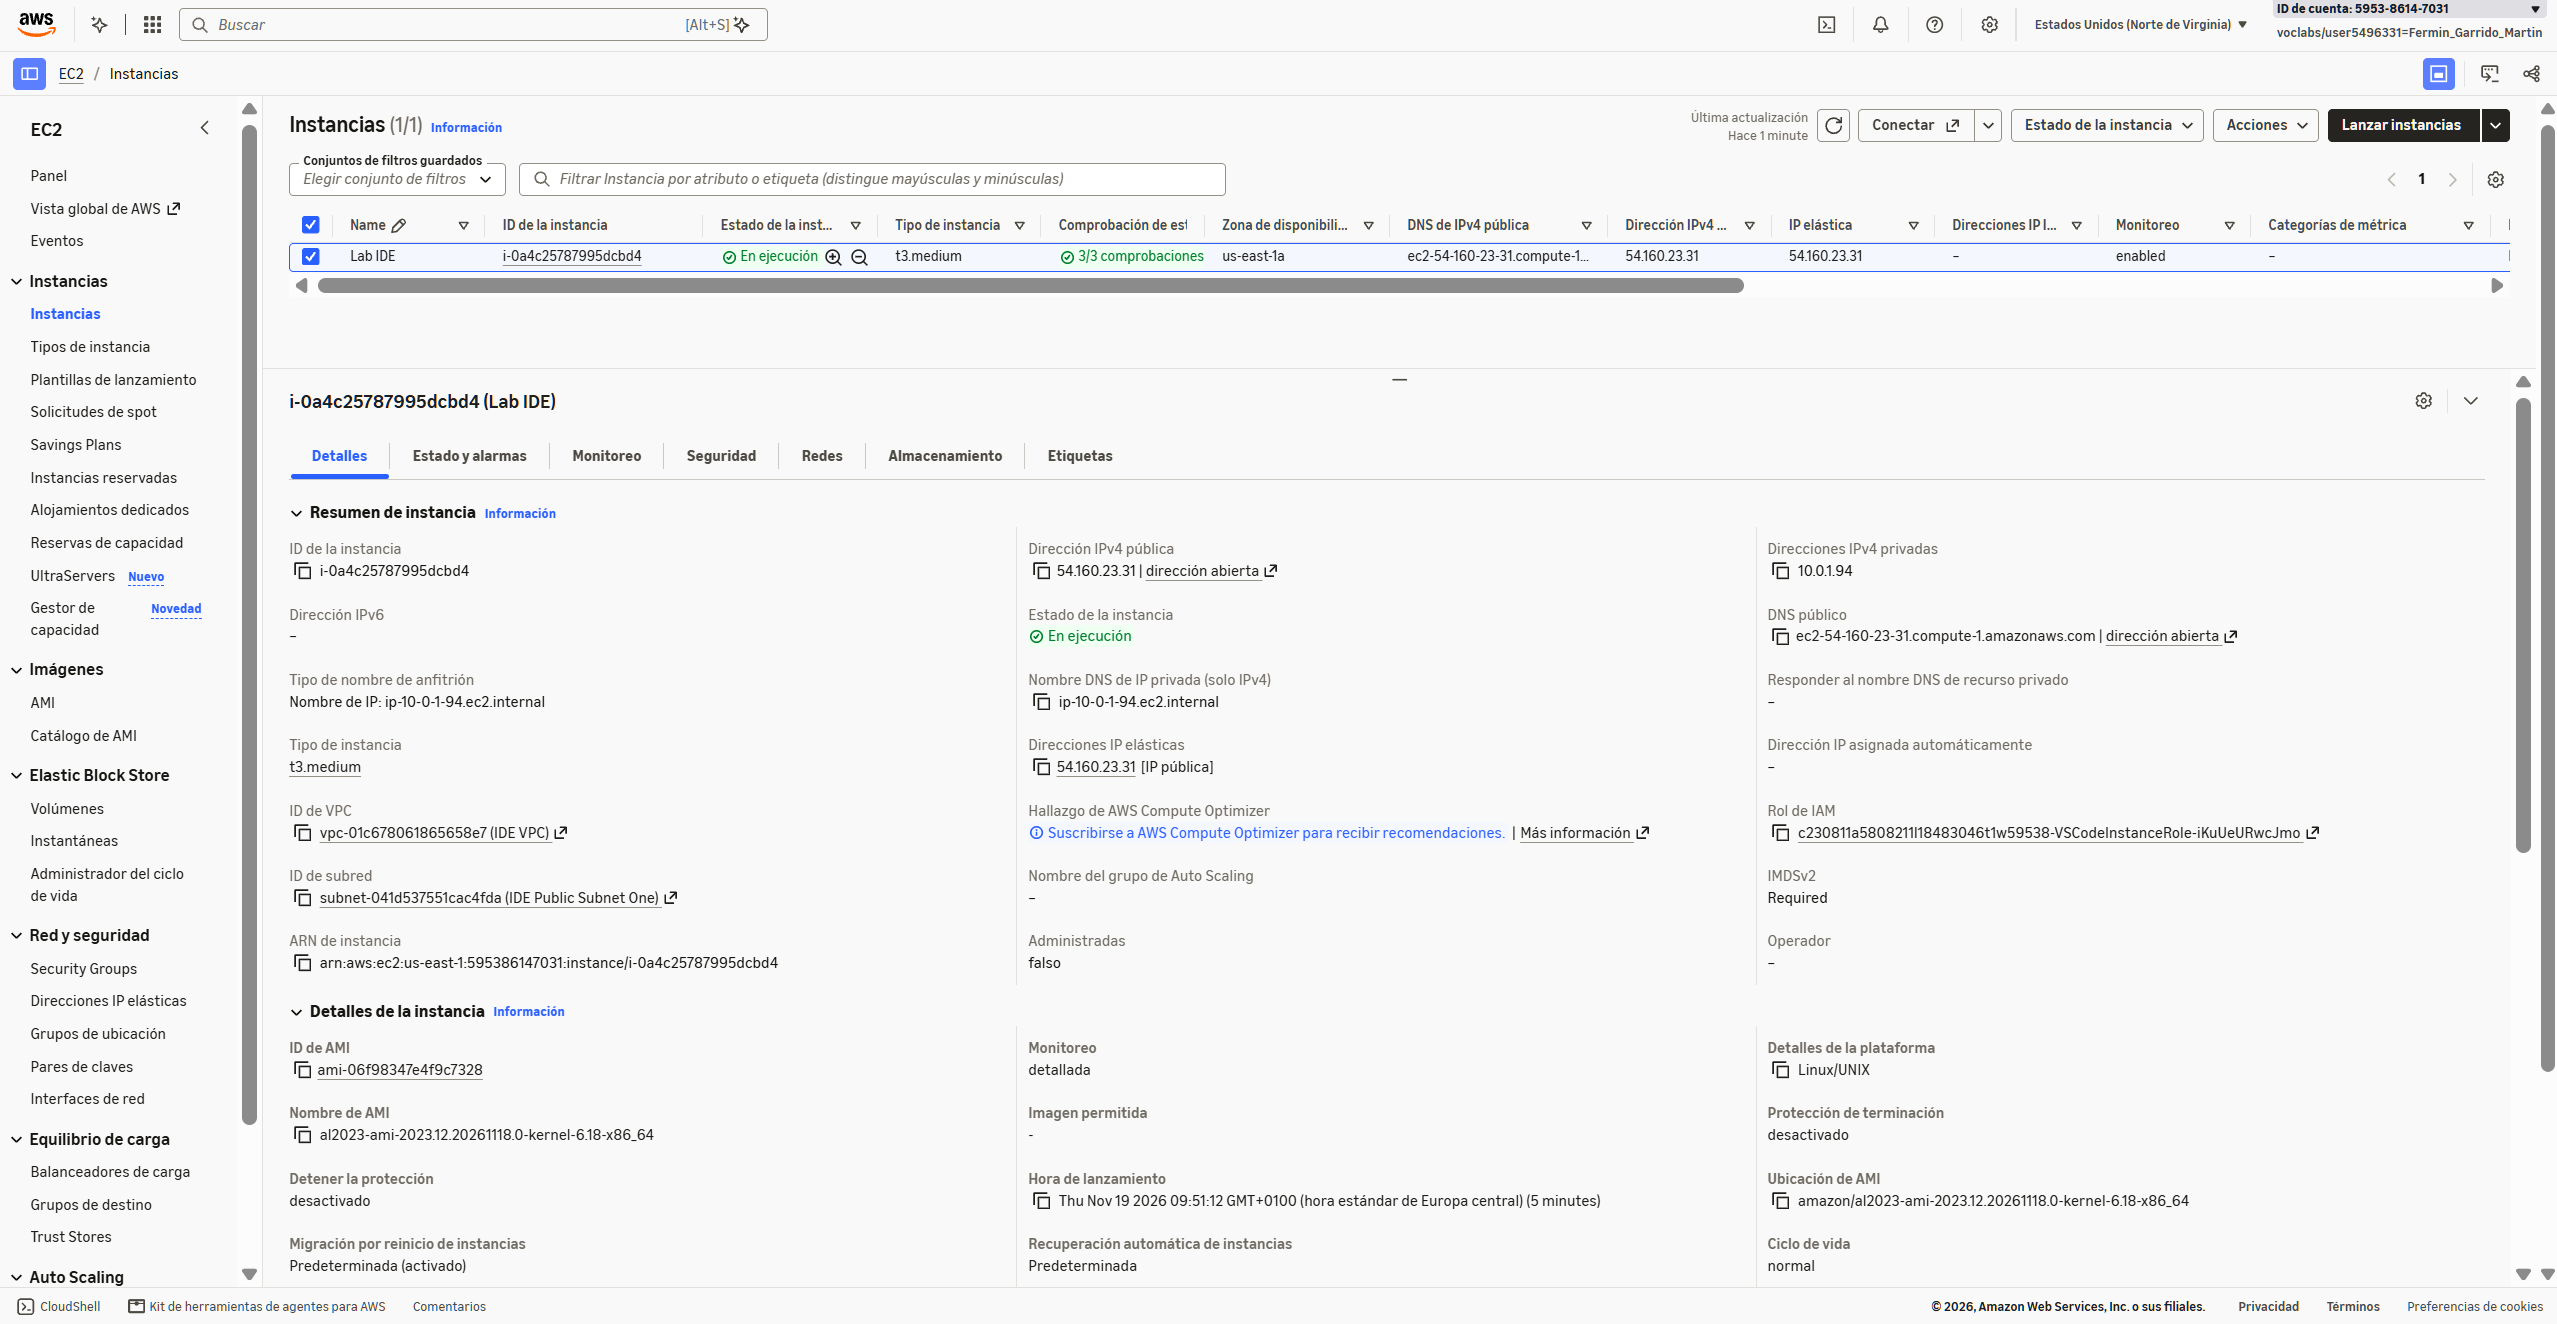 aws
Buscar
[Alt+S]
Estados Unidos (Norte de Virginia)
ID de cuenta: 5953-8614-7031
voclabs/user5496331=Fermin_Garrido_Martin
EC2 / Instancias
EC2
Panel
Vista global de AWS
Eventos
Instancias
Instancias
Tipos de instancia
Plantillas de lanzamiento
Solicitudes de spot
Savings Plans
Instancias reservadas
Alojamientos dedicados
Reservas de capacidad
UltraServers Nuevo
Gestor de capacidad Novedad
Imágenes
AMI
Catálogo de AMI
Elastic Block Store
Volúmenes
Instantáneas
Administrador del ciclo de vida
Red y seguridad
Security Groups
Direcciones IP elásticas
Grupos de ubicación
Pares de claves
Interfaces de red
Equilibrio de carga
Balanceadores de carga
Grupos de destino
Trust Stores
Auto Scaling
Instancias (1/1) Información
Última actualización
Hace 1 minute
Conectar
Estado de la instancia
Acciones
Lanzar instancias
Conjuntos de filtros guardados
Elegir conjunto de filtros
Filtrar Instancia por atributo o etiqueta (distingue mayúsculas y minúsculas)
1
Name ID de la instancia Estado de la inst... Tipo de instancia Comprobación de est Zona de disponibili... DNS de IPv4 pública Dirección IPv4 ... IP elástica Direcciones IP I... Monitoreo Categorías de métrica
Lab IDE i-0a4c25787995dcbd4 En ejecución t3.medium 3/3 comprobaciones us-east-1a ec2-54-160-23-31.compute-1... 54.160.23.31 54.160.23.31 – enabled –
i-0a4c25787995dcbd4 (Lab IDE)
Detalles
Estado y alarmas
Monitoreo
Seguridad
Redes
Almacenamiento
Etiquetas
Resumen de instancia Información
ID de la instancia
i-0a4c25787995dcbd4
Dirección IPv4 pública
54.160.23.31 | dirección abierta
Direcciones IPv4 privadas
10.0.1.94
Dirección IPv6
–
Estado de la instancia
En ejecución
DNS público
ec2-54-160-23-31.compute-1.amazonaws.com | dirección abierta
Tipo de nombre de anfitrión
Nombre de IP: ip-10-0-1-94.ec2.internal
Nombre DNS de IP privada (solo IPv4)
ip-10-0-1-94.ec2.internal
Responder al nombre DNS de recurso privado
–
Tipo de instancia
t3.medium
Direcciones IP elásticas
54.160.23.31 [IP pública]
Dirección IP asignada automáticamente
–
ID de VPC
vpc-01c678061865658e7 (IDE VPC)
Hallazgo de AWS Compute Optimizer
Suscribirse a AWS Compute Optimizer para recibir recomendaciones. | Más información
Rol de IAM
c230811a5808211l18483046t1w59538-VSCodeInstanceRole-iKuUeURwcJmo
ID de subred
subnet-041d537551cac4fda (IDE Public Subnet One)
Nombre del grupo de Auto Scaling
–
IMDSv2
Required
ARN de instancia
arn:aws:ec2:us-east-1:595386147031:instance/i-0a4c25787995dcbd4
Administradas
falso
Operador
–
Detalles de la instancia Información
ID de AMI
ami-06f98347e4f9c7328
Monitoreo
detallada
Detalles de la plataforma
Linux/UNIX
Nombre de AMI
al2023-ami-2023.12.20261118.0-kernel-6.18-x86_64
Imagen permitida
-
Protección de terminación
desactivado
Detener la protección
desactivado
Hora de lanzamiento
Thu Nov 19 2026 09:51:12 GMT+0100 (hora estándar de Europa central) (5 minutes)
Ubicación de AMI
amazon/al2023-ami-2023.12.20261118.0-kernel-6.18-x86_64
Migración por reinicio de instancias
Predeterminada (activado)
Recuperación automática de instancias
Predeterminada
Ciclo de vida
normal
CloudShell
Kit de herramientas de agentes para AWS
Comentarios
© 2026, Amazon Web Services, Inc. o sus filiales.
Privacidad
Términos
Preferencias de cookies